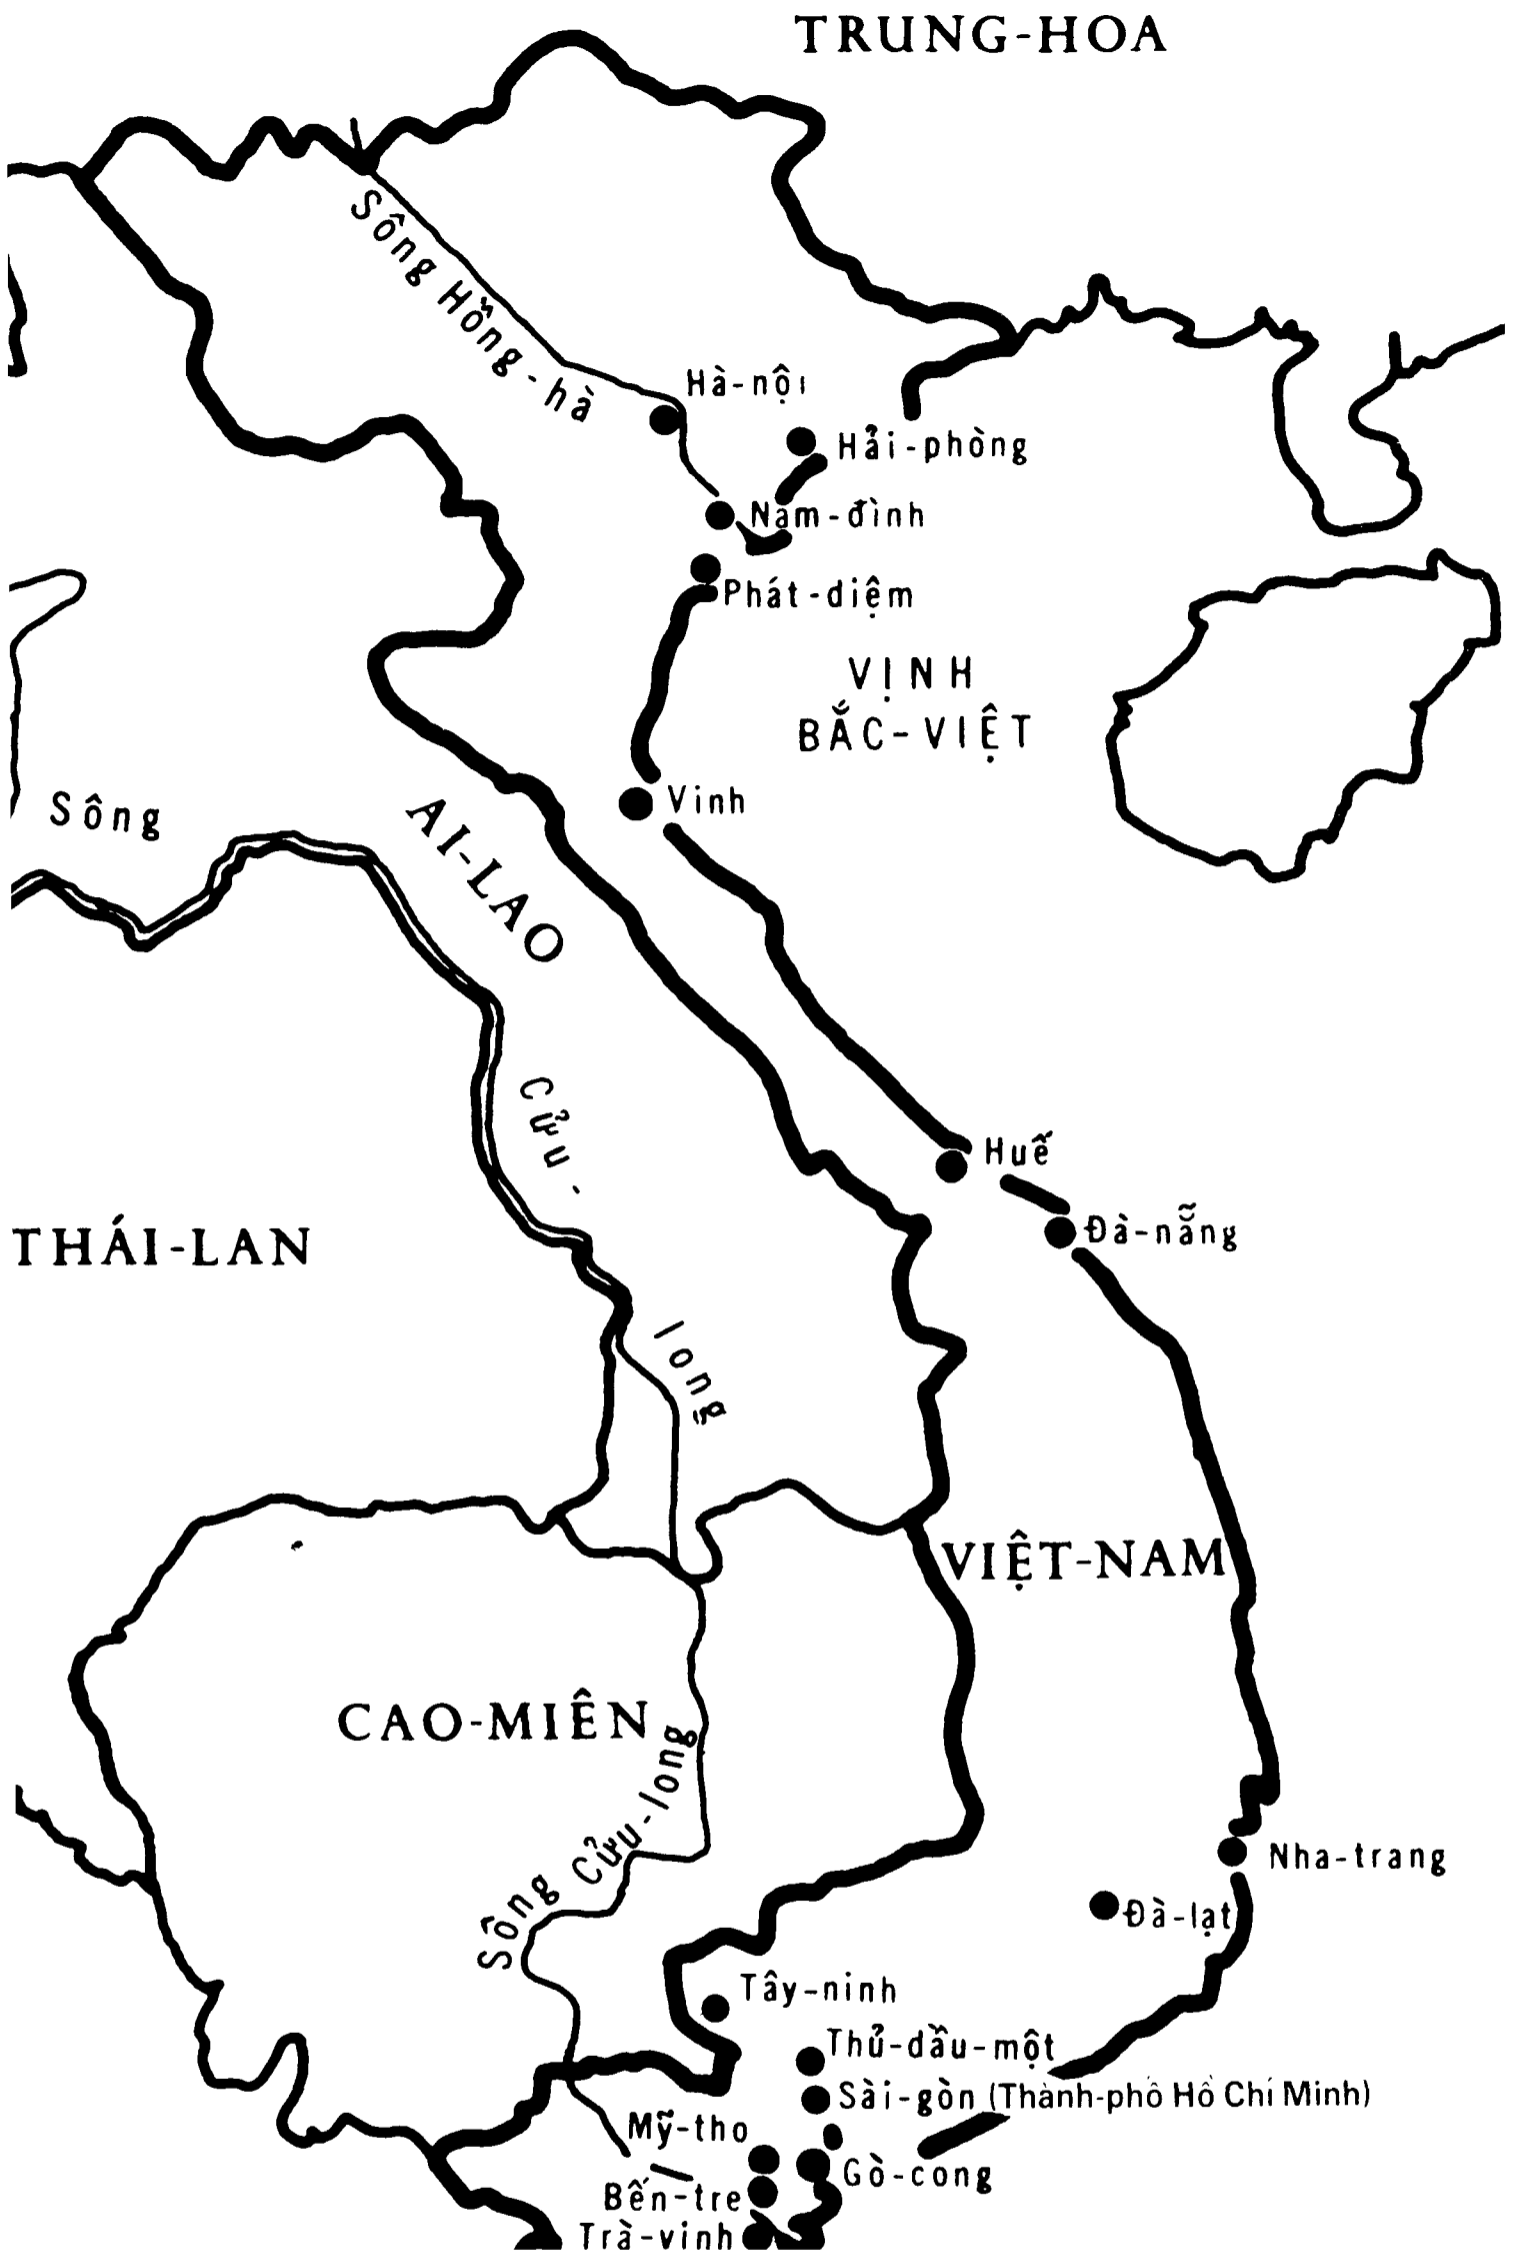 TRUNG-HOA
Sông Hồng-hà
Hà-nội
Hải-phòng
Nam-đình
Phát-diệm
VỊNH
BẮC-VIỆT
Vinh
Sông
AI-LAO
Cửu-
long
Huế
Đà-nẵng
THÁI-LAN
VIỆT-NAM
CAO-MIÊN
Sông Cửu-long
Nha-trang
Đà-lạt
Tây-ninh
Thủ-dầu-một
Sài-gòn (Thành-phố Hồ Chí Minh)
Mỹ-tho
Gò-cong
Bến-tre
Trà-vinh